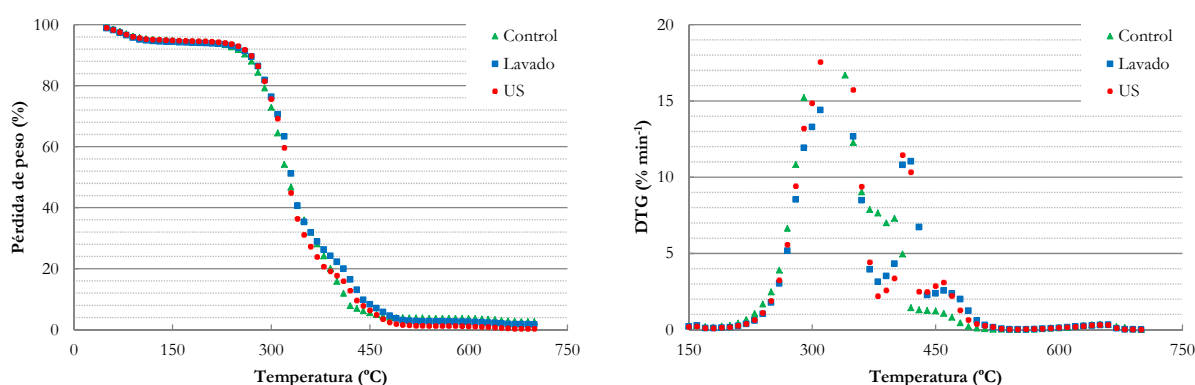 100
80
60
40
20
0
Pérdida de peso (%)
0 150 300 450 600 750
Temperatura (ºC)
Control
Lavado
US
20
15
10
5
0
DTG (% min⁻¹)
150 300 450 600 750
Temperatura (ºC)
Control
Lavado
US